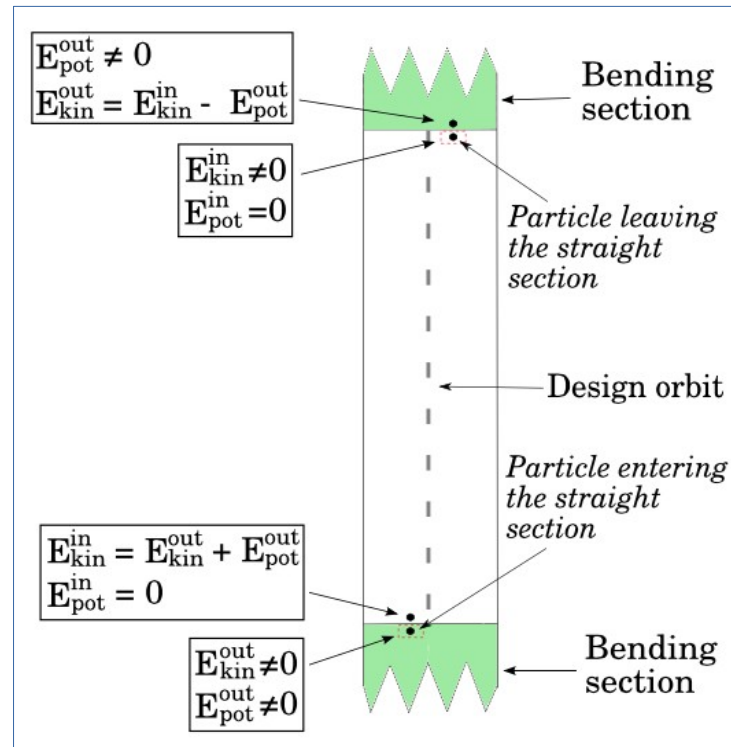 E^out_pot ≠ 0
E^out_kin = E^in_kin - E^out_pot
Bending
section
E^in_kin ≠0
E^in_pot =0
Particle leaving
the straight
section
Design orbit
Particle entering
the straight
section
E^in_kin = E^out_kin + E^out_pot
E^in_pot = 0
E^out_kin ≠0
E^out_pot ≠0
Bending
section